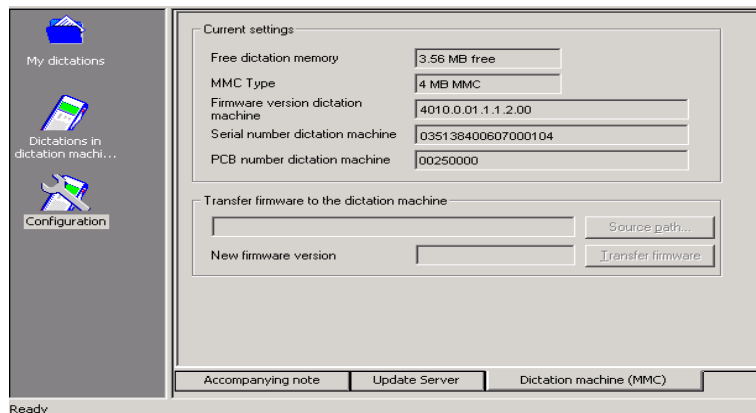 My dictations
Dictations in
dictation machi...
Configuration
Current settings
Free dictation memory 3.56 MB free
MMC Type 4 MB MMC
Firmware version dictation
machine 4010.0.01.1.1.2.00
Serial number dictation machine 035138400607000104
PCB number dictation machine 00250000
Transfer firmware to the dictation machine
Source path...
New firmware version Transfer firmware
Accompanying note Update Server Dictation machine (MMC)
Ready